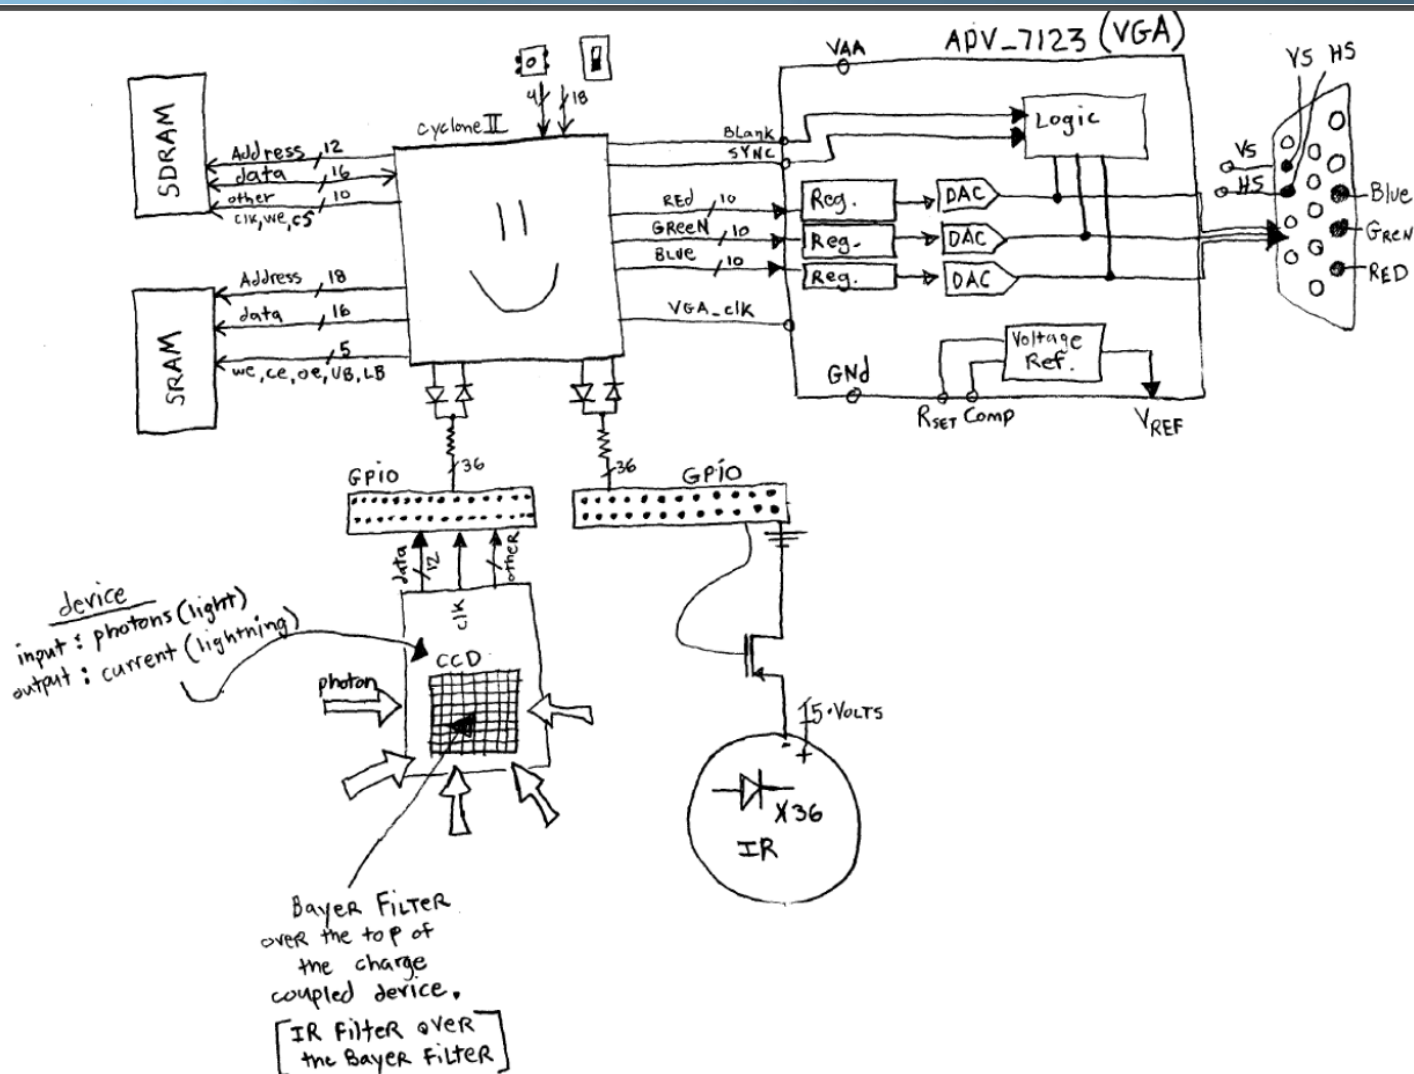 ADV_7123 (VGA)
VAA
VS HS
4 18
cyclone II
SDRAM
Address 12
data 16
other 10
clk, we, cs
Blank
SYNC
Logic
VS
HS
REd 10
GReeN 10
BLUe 10
Reg.
Reg.
Reg.
DAC
DAC
DAC
Blue
GReN
RED
SRAM
Address 18
data 16
5
we, ce, oe, UB, LB
VGA_clk
Voltage
Ref.
GNd
RSET Comp
VREF
36
36
GPiO
GPiO
data
12
clk
otheR
device
input : photons (light)
output : current (lightning)
CCD
photon
15·VOLTS
- +
X36
IR
BayeR FiLTeR
oveR the top of
the charge
coupled device.
[IR FilteR oveR
the BayeR FiLteR]